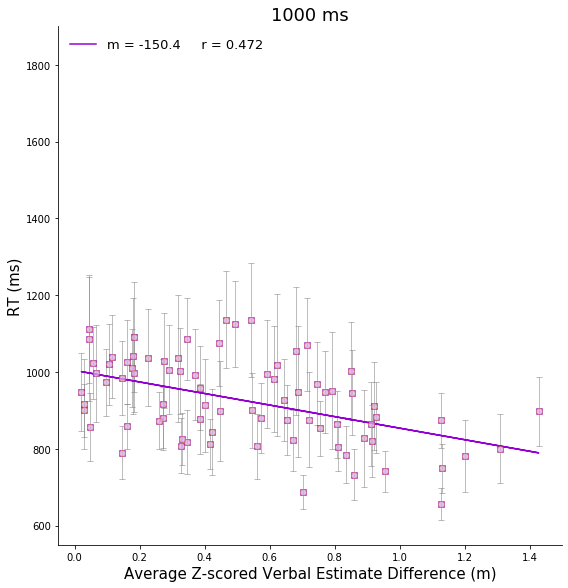 1000 ms
m = -150.4 r = 0.472
1800
1600
1400
1200
1000
800
600
RT (ms)
0.0 0.2 0.4 0.6 0.8 1.0 1.2 1.4
Average Z-scored Verbal Estimate Difference (m)